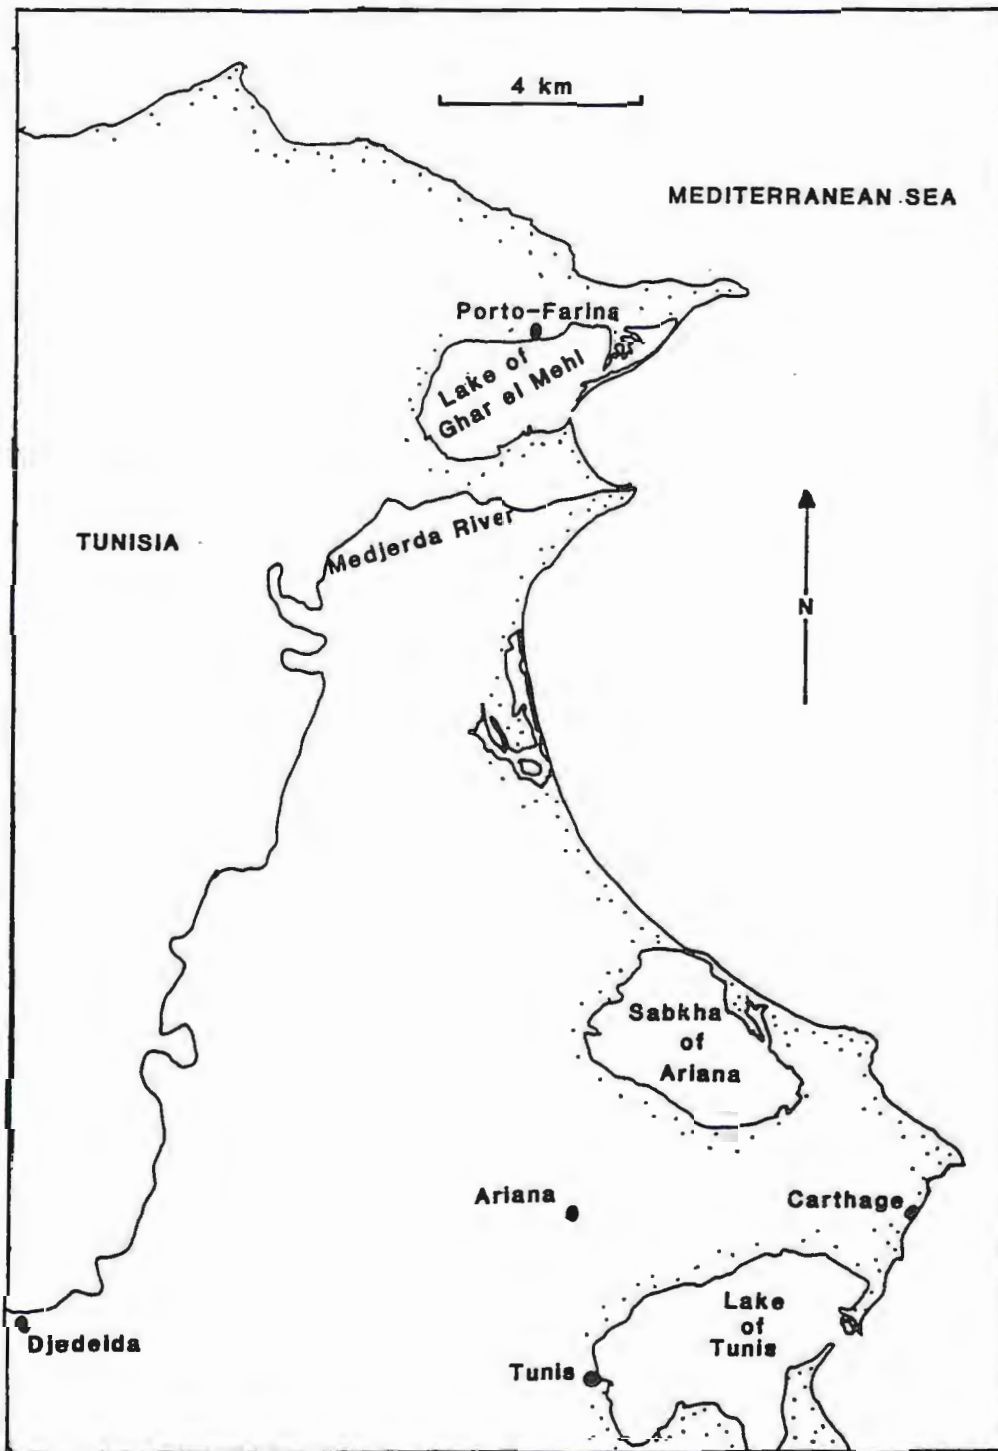 4 km
MEDITERRANEAN SEA
Porto-Farina
Lake of
Ghar el Mehl
TUNISIA
Medjerda River
N
Sabkha
of
Ariana
Ariana
Carthage
Lake
of
Tunis
Djedeida
Tunis